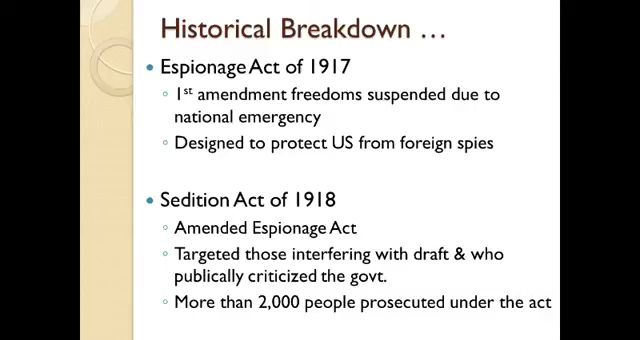 Historical Breakdown …
Espionage Act of 1917
1st amendment freedoms suspended due to
national emergency
Designed to protect US from foreign spies
Sedition Act of 1918
Amended Espionage Act
Targeted those interfering with draft & who
publically criticized the govt.
More than 2,000 people prosecuted under the act